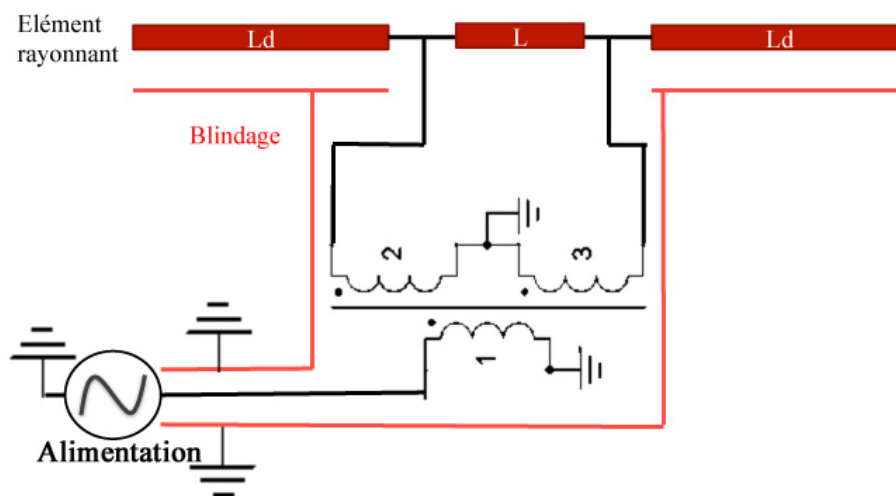 Elément
rayonnant
Ld
L
Ld
Blindage
2
3
1
Alimentation